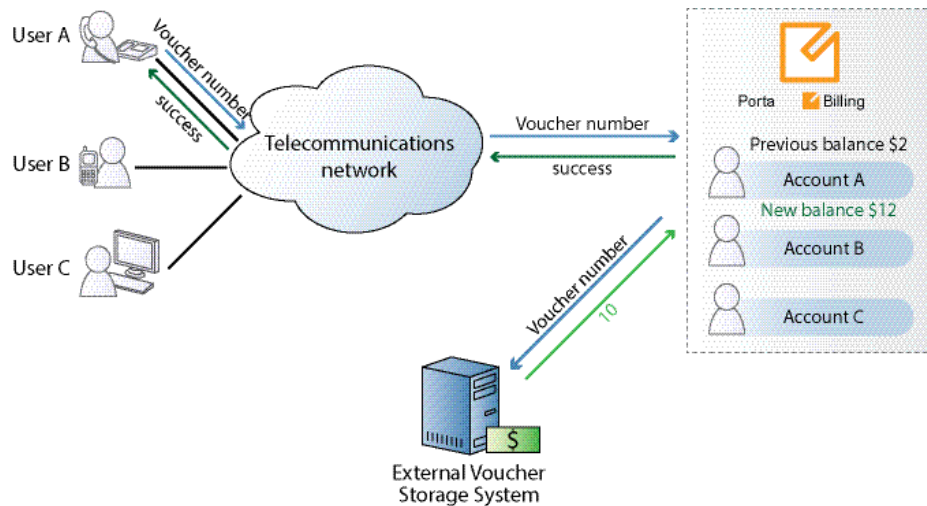 User A
Voucher number
success
User B
User C
Telecommunications
network
Voucher number
success
Porta Billing
Previous balance $2
Account A
New balance $12
Account B
Account C
Voucher number
10
$
External Voucher
Storage System